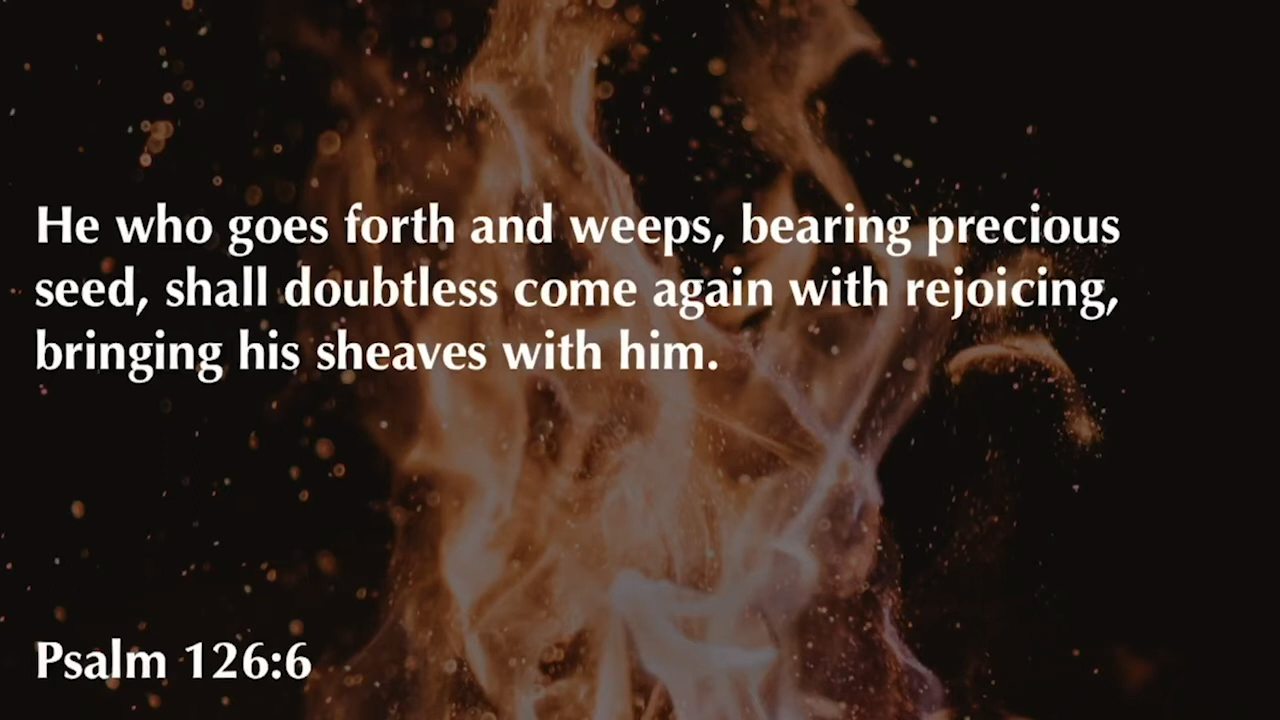 He who goes forth and weeps, bearing precious
seed, shall doubtless come again with rejoicing,
bringing his sheaves with him.
Psalm 126:6